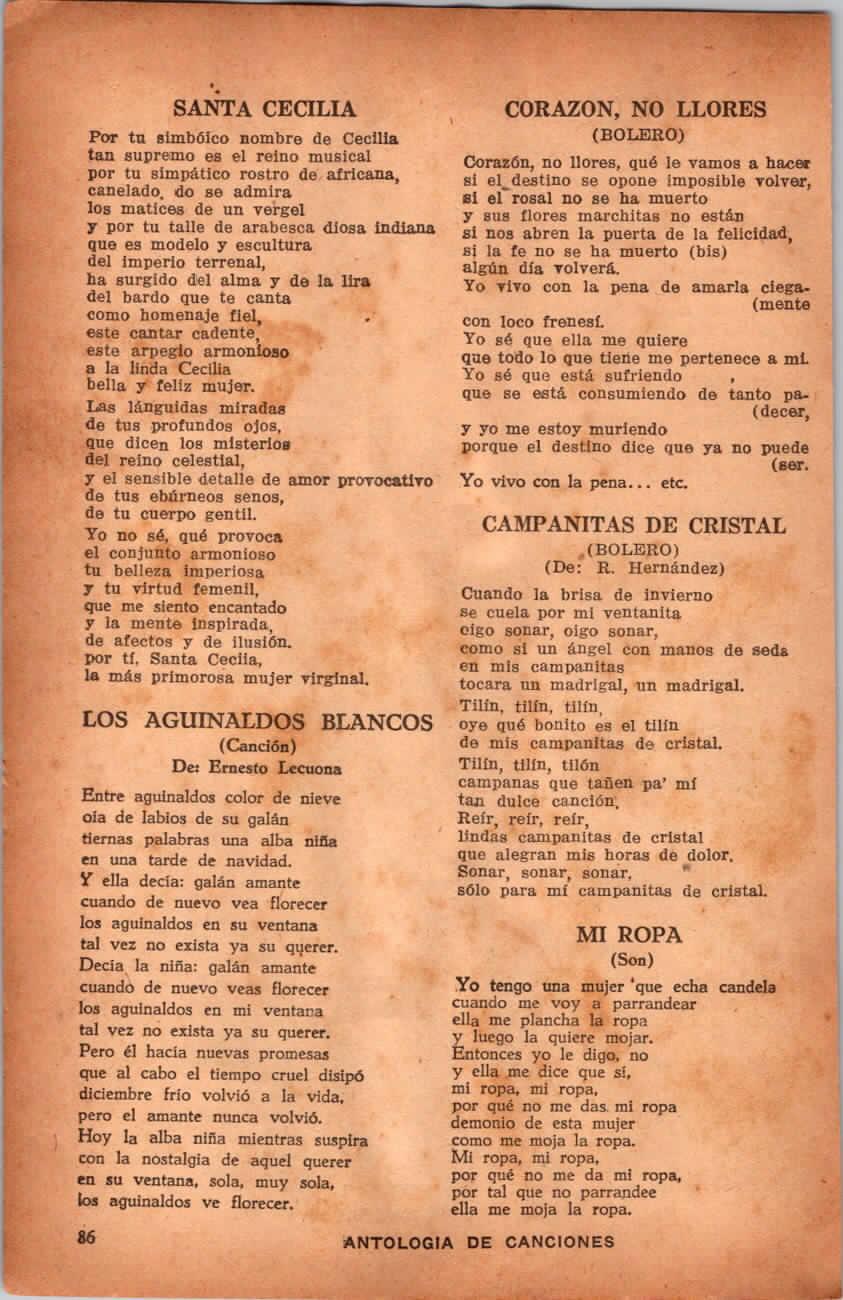 SANTA CECILIA
Por tu simbóico nombre de Cecilia
tan supremo es el reino musical
por tu simpático rostro de africana,
canelado, do se admira
los matices de un vergel
y por tu talle de arabesca diosa indiana
que es modelo y escultura
del imperio terrenal,
ha surgido del alma y de la lira
del bardo que te canta
como homenaje fiel,
este cantar cadente,
este arpegio armonioso
a la linda Cecilia
bella y feliz mujer.
Las lánguidas miradas
de tus profundos ojos,
que dicen los misterios
del reino celestial,
y el sensible detalle de amor provocativo
de tus ebúrneos senos,
de tu cuerpo gentil.
Yo no sé, qué provoca
el conjunto armonioso
tu belleza imperiosa
y tu virtud femenil,
que me siento encantado
y la mente inspirada,
de afectos y de ilusión.
por tí, Santa Ceciia,
la más primorosa mujer virginal.
LOS AGUINALDOS BLANCOS
(Canción)
De: Ernesto Lecuona
Entre aguinaldos color de nieve
oía de labios de su galán
tiernas palabras una alba niña
en una tarde de navidad.
Y ella decía: galán amante
cuando de nuevo vea florecer
los aguinaldos en su ventana
tal vez no exista ya su querer.
Decía la niña: galán amante
cuando de nuevo veas florecer
los aguinaldos en mi ventana
tal vez no exista ya su querer.
Pero él hacía nuevas promesas
que al cabo el tiempo cruel disipó
diciembre frío volvió a la vida,
pero el amante nunca volvió.
Hoy la alba niña mientras suspira
con la nostalgia de aquel querer
en su ventana, sola, muy sola,
los aguinaldos ve florecer.
CORAZON, NO LLORES
(BOLERO)
Corazón, no llores, qué le vamos a hacer
si el destino se opone imposible volver,
si el rosal no se ha muerto
y sus flores marchitas no están
si nos abren la puerta de la felicidad,
si la fe no se ha muerto (bis)
algún día volverá.
Yo vivo con la pena de amarla ciega-
(mente
con loco frenesí.
Yo sé que ella me quiere
que todo lo que tiene me pertenece a mí.
Yo sé que está sufriendo ,
que se está consumiendo de tanto pa-
(decer,
y yo me estoy muriendo
porque el destino dice que ya no puede
(ser.
Yo vivo con la pena... etc.
CAMPANITAS DE CRISTAL
(BOLERO)
(De: R. Hernández)
Cuando la brisa de invierno
se cuela por mi ventanita
oigo sonar, oigo sonar,
como si un ángel con manos de seda
en mis campanitas
tocara un madrigal, un madrigal.
Tilín, tilín, tilín,
oye qué bonito es el tilín
de mis campanitas de cristal.
Tilín, tilín, tilón
campanas que tañen pa' mí
tan dulce canción.
Reír, reír, reír,
lindas campanitas de cristal
que alegran mis horas de dolor.
Sonar, sonar, sonar,
sólo para mí campanitas de cristal.
MI ROPA
(Son)
Yo tengo una mujer que echa candela
cuando me voy a parrandear
ella me plancha la ropa
y luego la quiere mojar.
Entonces yo le digo, no
y ella me dice que sí,
mi ropa, mi ropa,
por qué no me das mi ropa
demonio de esta mujer
como me moja la ropa.
Mi ropa, mi ropa,
por qué no me da mi ropa,
por tal que no parrandee
ella me moja la ropa.
86
ANTOLOGIA DE CANCIONES